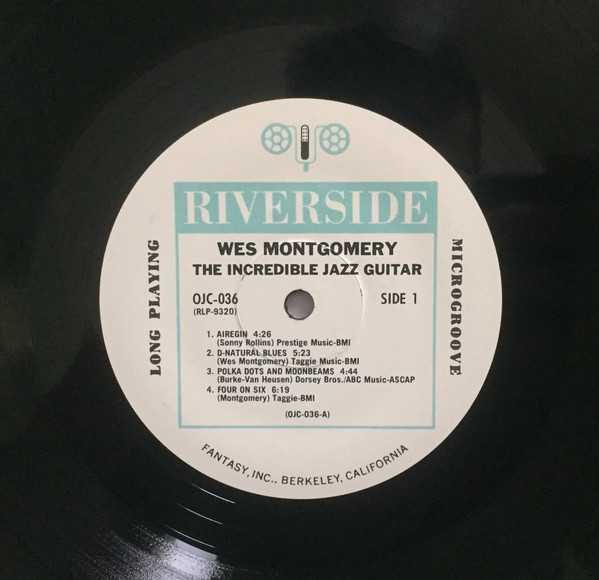 RIVERSIDE
WES MONTGOMERY
THE INCREDIBLE JAZZ GUITAR
OJC-036 SIDE 1
(RLP-9320)
LONG PLAYING
MICROGROOVE
1. AIREGIN 4:26
(Sonny Rollins) Prestige Music-BMI
2. D-NATURAL BLUES 5:23
(Wes Montgomery) Taggie Music-BMI
3. POLKA DOTS AND MOONBEAMS 4:44
(Burke-Van Heusen) Dorsey Bros./ABC Music-ASCAP
4. FOUR ON SIX 6:19
(Montgomery) Taggie-BMI
(OJC-036-A)
FANTASY, INC., BERKELEY, CALIFORNIA